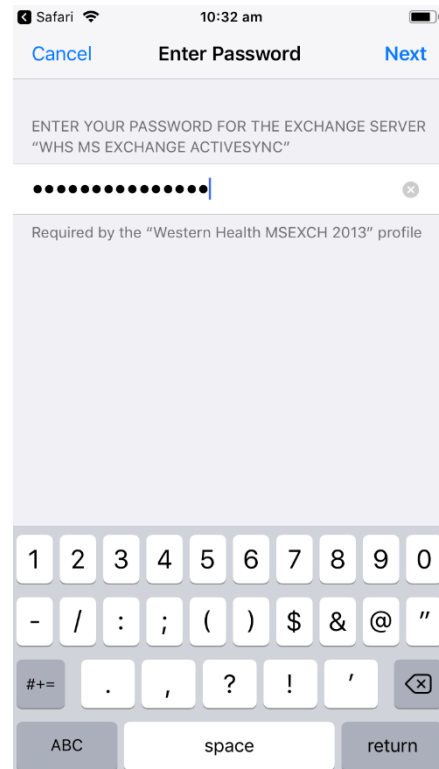 Safari 10:32 am
Cancel Enter Password Next
ENTER YOUR PASSWORD FOR THE EXCHANGE SERVER
“WHS MS EXCHANGE ACTIVESYNC”
●●●●●●●●●●●●●●●
Required by the “Western Health MSEXCH 2013” profile
1 2 3 4 5 6 7 8 9 0
- / : ; ( ) $ & @ "
#+= . , ? ! '
ABC space return